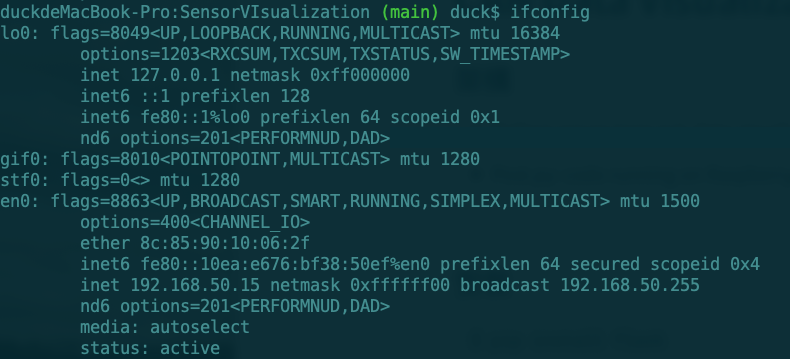 duckdeMacBook-Pro:SensorVIsualization (main) duck$ ifconfig
lo0: flags=8049<UP,LOOPBACK,RUNNING,MULTICAST> mtu 16384
        options=1203<RXCSUM,TXCSUM,TXSTATUS,SW_TIMESTAMP>
        inet 127.0.0.1 netmask 0xff000000
        inet6 ::1 prefixlen 128
        inet6 fe80::1%lo0 prefixlen 64 scopeid 0x1
        nd6 options=201<PERFORMNUD,DAD>
gif0: flags=8010<POINTOPOINT,MULTICAST> mtu 1280
stf0: flags=0<> mtu 1280
en0: flags=8863<UP,BROADCAST,SMART,RUNNING,SIMPLEX,MULTICAST> mtu 1500
        options=400<CHANNEL_IO>
        ether 8c:85:90:10:06:2f
        inet6 fe80::10ea:e676:bf38:50ef%en0 prefixlen 64 secured scopeid 0x4
        inet 192.168.50.15 netmask 0xffffff00 broadcast 192.168.50.255
        nd6 options=201<PERFORMNUD,DAD>
        media: autoselect
        status: active